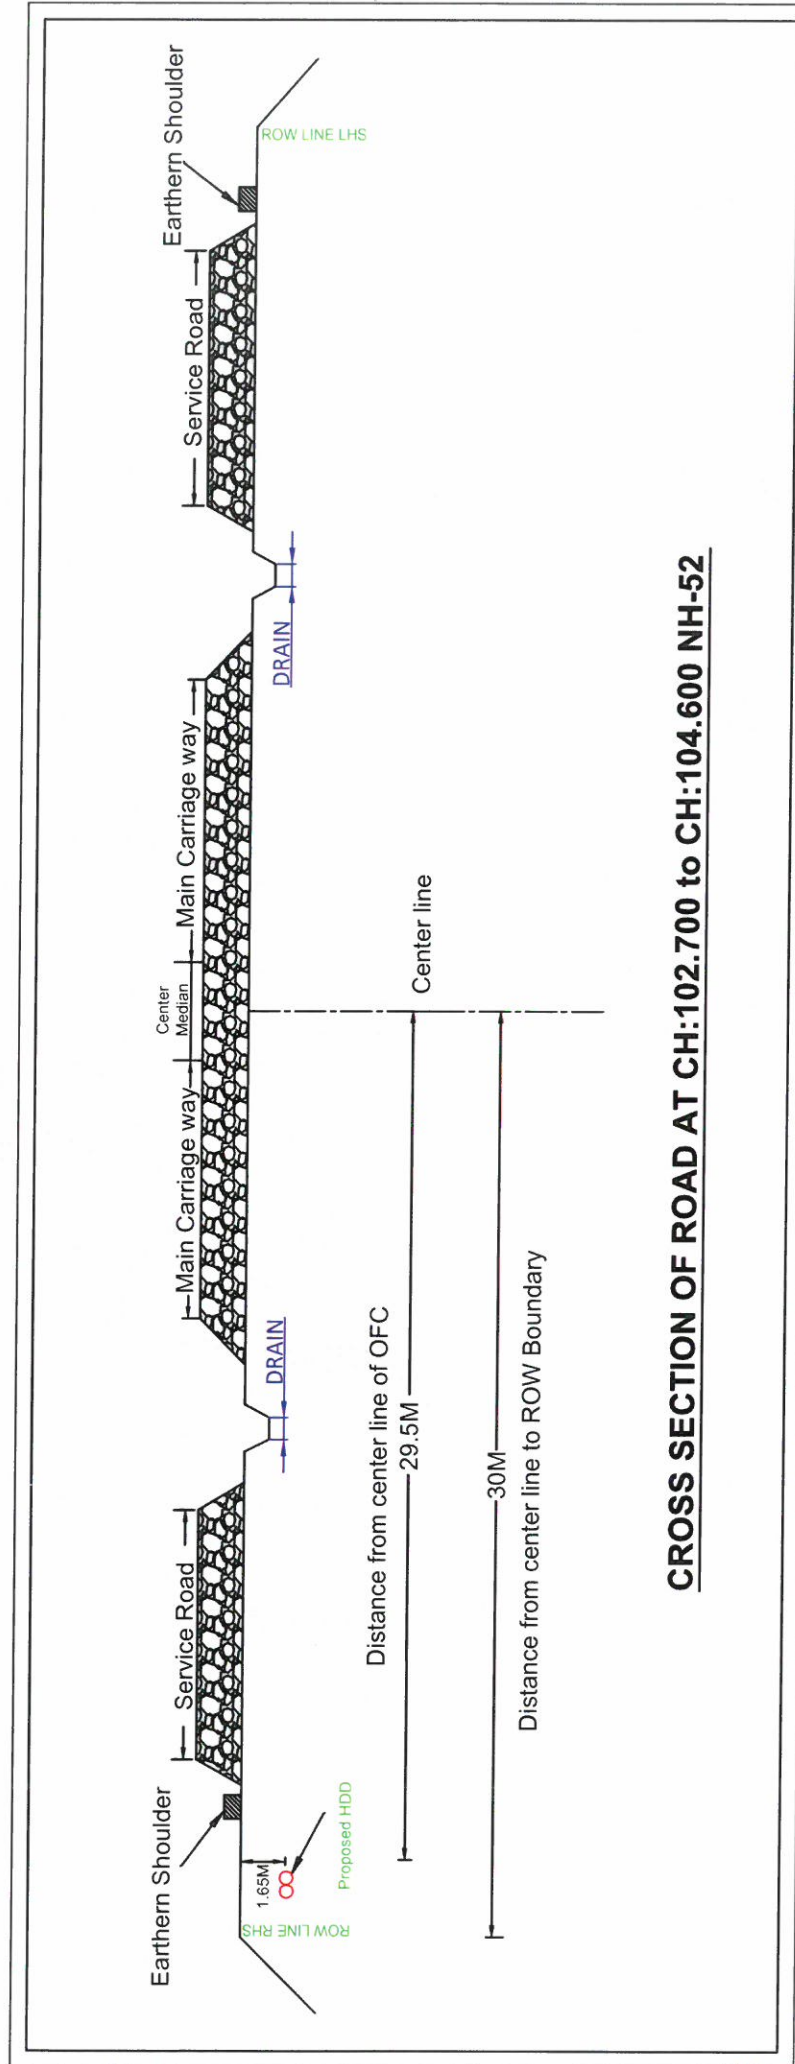 Earthern Shoulder
Service Road
Main Carriage way
Center
Median
Main Carriage way
Service Road
Earthern Shoulder
ROW LINE RHS
1.65M
Proposed HDD
DRAIN
DRAIN
ROW LINE LHS
Distance from center line of OFC
29.5M
Center line
30M
Distance from center line to ROW Boundary
CROSS SECTION OF ROAD AT CH:102.700 to CH:104.600 NH-52